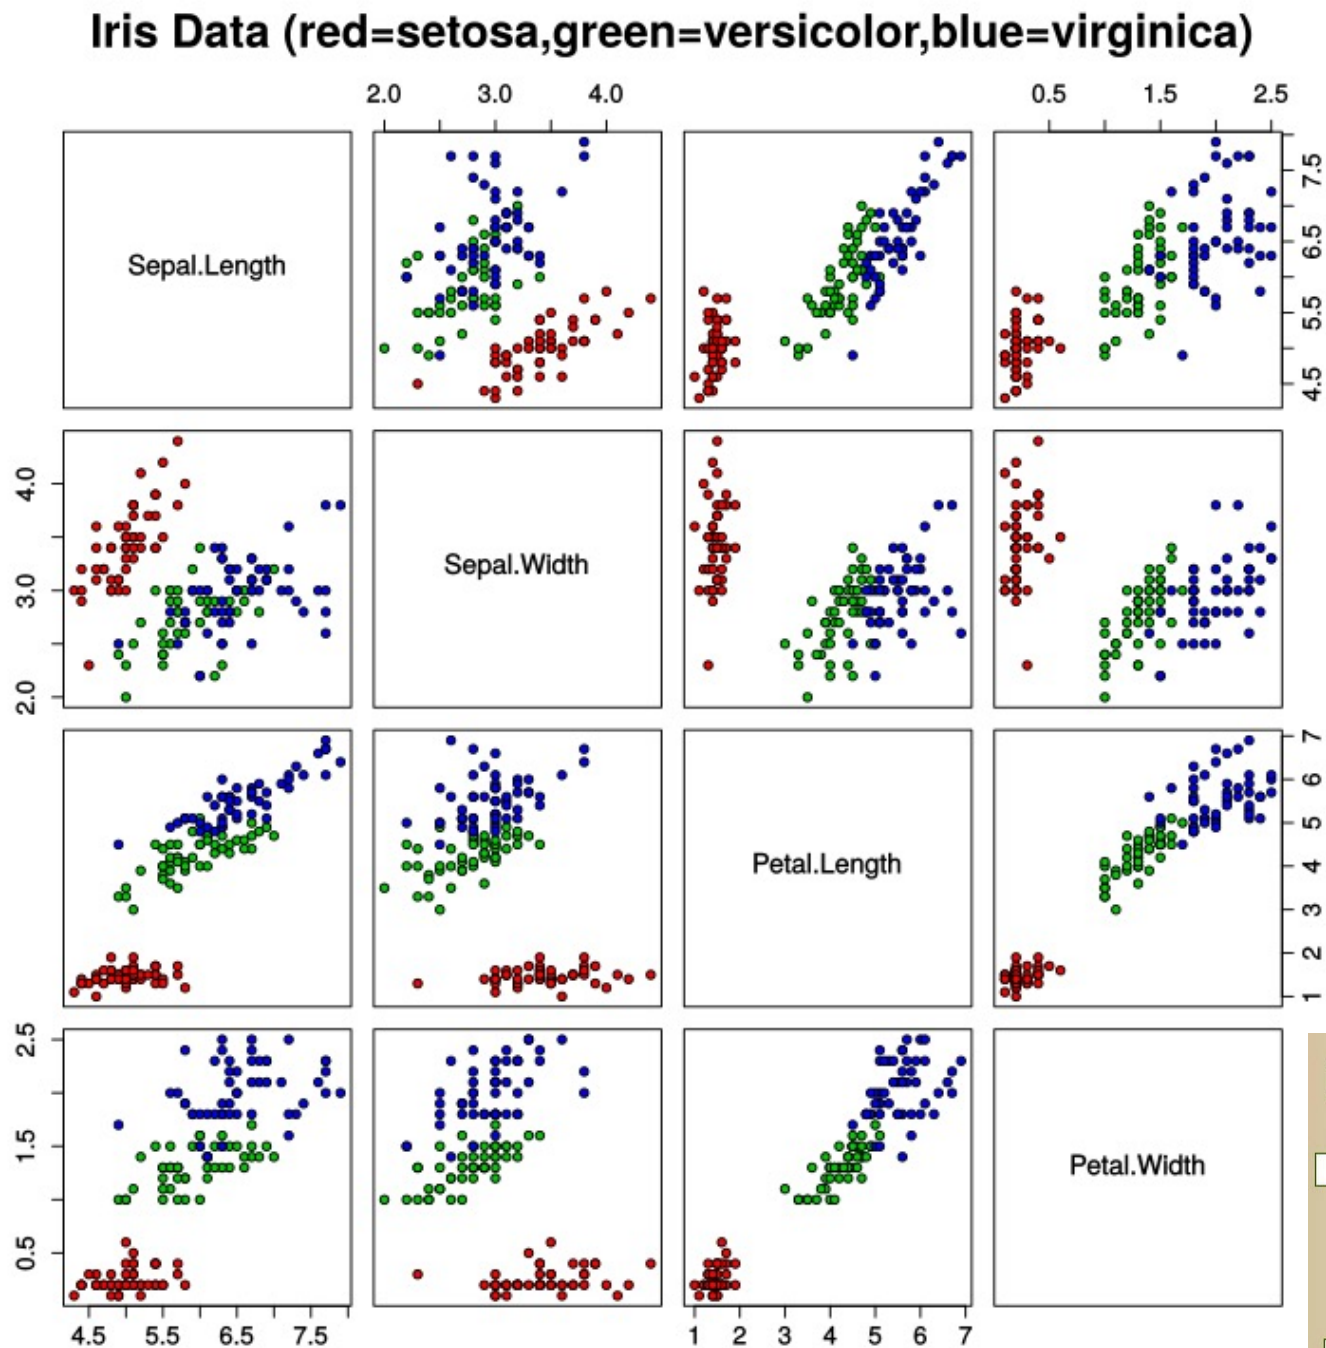 Iris Data (red=setosa,green=versicolor,blue=virginica)
2.0 3.0 4.0 0.5 1.5 2.5
Sepal.Length
4.5 5.5 6.5 7.5
2.0 3.0 4.0
Sepal.Width
Petal.Length
1 2 3 4 5 6 7
0.5 1.5 2.5
Petal.Width
4.5 5.5 6.5 7.5 1 2 3 4 5 6 7